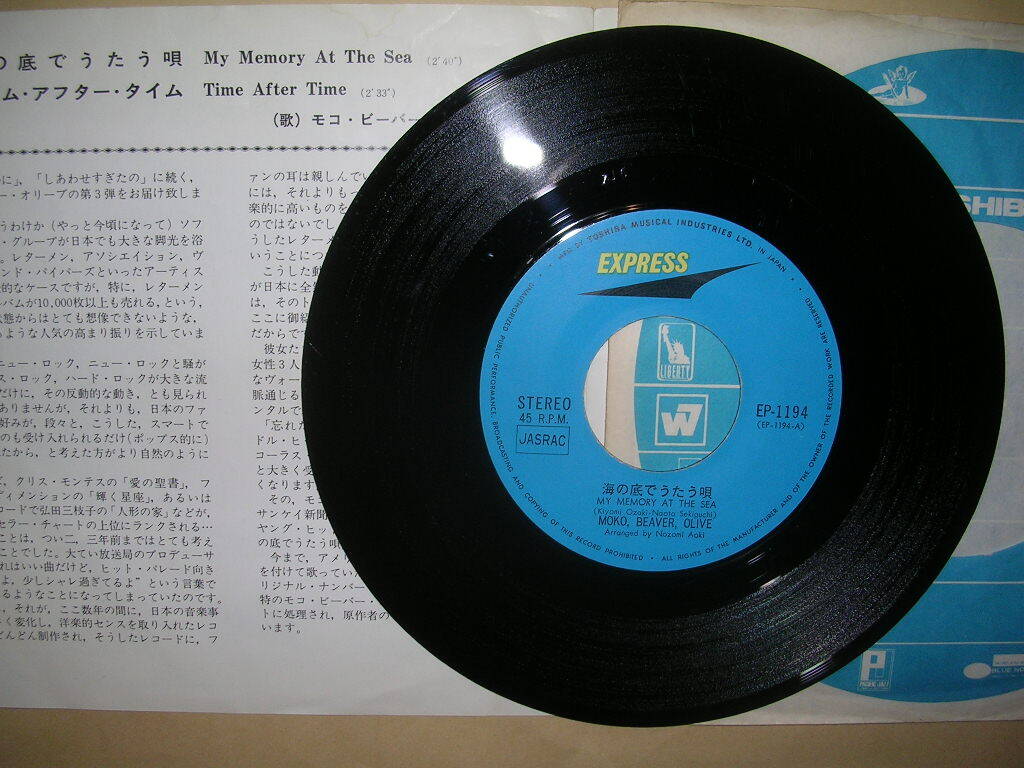 の底でうたう唄 My Memory At The Sea (2'40")
ム・アフター・タイム Time After Time (2'33")
(歌) モコ・ビーバー
に」，「しあわせすぎたの」に続く，
ー・オリーブの第3弾をお届け致しま
うわけか（やっと今頃になって）ソフ
・グループが日本でも大きな脚光を浴
。レターメン，アソシエイション，ヴ
ンド・パイパーズといったアーティス
的なケースですが，特に，レターメン
ルバムが10,000枚以上も売れる，という，
状態からはとても想像できないような，
ような人気の高まり振りを示していま
ニュー・ロック，ニュー・ロックと騒が
ス・ロック，ハード・ロックが大きな流
だけに，その反動的な動き，とも見られ
ありませんが，それよりも，日本のファ
好みが，段々と，こうした，スマートで
のも受け入れられるだけ（ポップス的に）
たから，と考えた方がより自然のように
ズ，クリス・モンテスの「愛の聖書」，フ
ディメンションの「輝く星座」，あるいは
コードで弘田三枝子の「人形の家」などが，
セラー・チャートの上位にランクされる…
ことは，つい二，三年前まではとても考え
ことでした。大てい放送局のプロデューサ
れはいい曲だけど，ヒット・パレード向き
よ，少しシャレ過ぎてるよ”という言葉で
るようなことになってしまっていたのです。
，それが，ここ数年の間に，日本の音楽事
く変化し，洋楽的センスを取り入れたレコ
どんどん制作され，そうしたレコードに，フ
ァンの耳は親しんでい
には，それよりもっ
楽的に高いものを
のではないでし
うしたレターメ
いうことにつ
こうした動
が日本に全
は，そのト
ここに御紹
だからで
彼女た
女性3人
なヴォー
脈通じる
ンタルで
「忘れた
ドル・ヒ
コーラス
と大きく受
くなります
その，モコ
サンケイ新聞
ヤング・ヒッ
の底でうたう唄
今まで，アメリ
を付けて歌ってい
リジナル・ナンバー
特のモコ・ビーバー・
トに処理され，原作者の
います。
MFD BY TOSHIBA MUSICAL INDUSTRIES LTD. IN JAPAN
EXPRESS
STEREO
45 R.P.M.
JASRAC
EP-1194
(EP-1194-A)
海の底でうたう唄
MY MEMORY AT THE SEA
(Kiyomi Ozaki-Naota Sekiguchi)
MOKO, BEAVER, OLIVE
Arranged by Nozomi Aoki
UNAUTHORIZED PUBLIC PERFORMANCE, BROADCASTING AND COPYING OF THIS RECORD PROHIBITED • ALL RIGHTS OF THE MANUFACTURER AND OF THE OWNER OF THE RECORDED WORK ARE RESERVED
LIBERTY
SHIB
PACIFIC JAZZ
BLUE NO